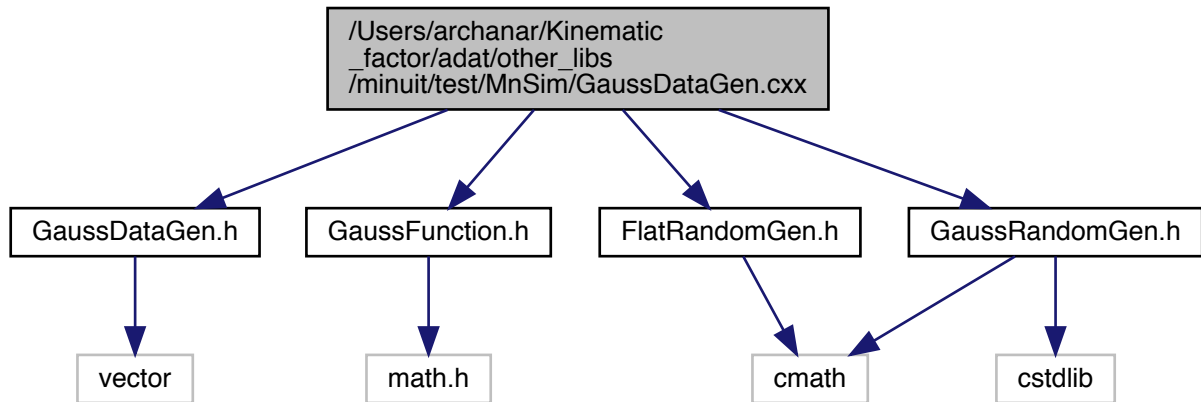 /Users/archanar/Kinematic
_factor/adat/other_libs
/minuit/test/MnSim/GaussDataGen.cxx
GaussDataGen.h
GaussFunction.h
FlatRandomGen.h
GaussRandomGen.h
vector
math.h
cmath
cstdlib